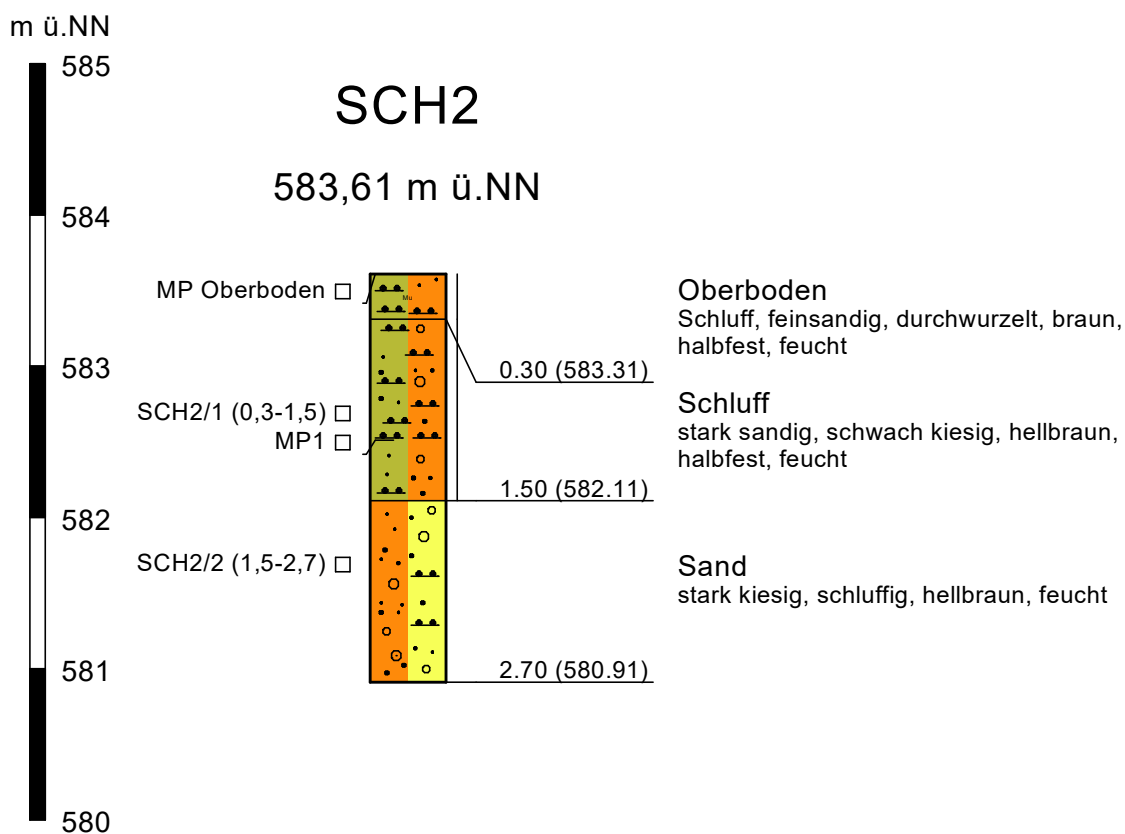 m ü.NN
585
584
583
582
581
580
SCH2
583,61 m ü.NN
MP Oberboden
Mu
SCH2/1 (0,3-1,5)
MP1
SCH2/2 (1,5-2,7)
0.30 (583.31)
1.50 (582.11)
2.70 (580.91)
Oberboden
Schluff, feinsandig, durchwurzelt, braun,
halbfest, feucht
Schluff
stark sandig, schwach kiesig, hellbraun,
halbfest, feucht
Sand
stark kiesig, schluffig, hellbraun, feucht